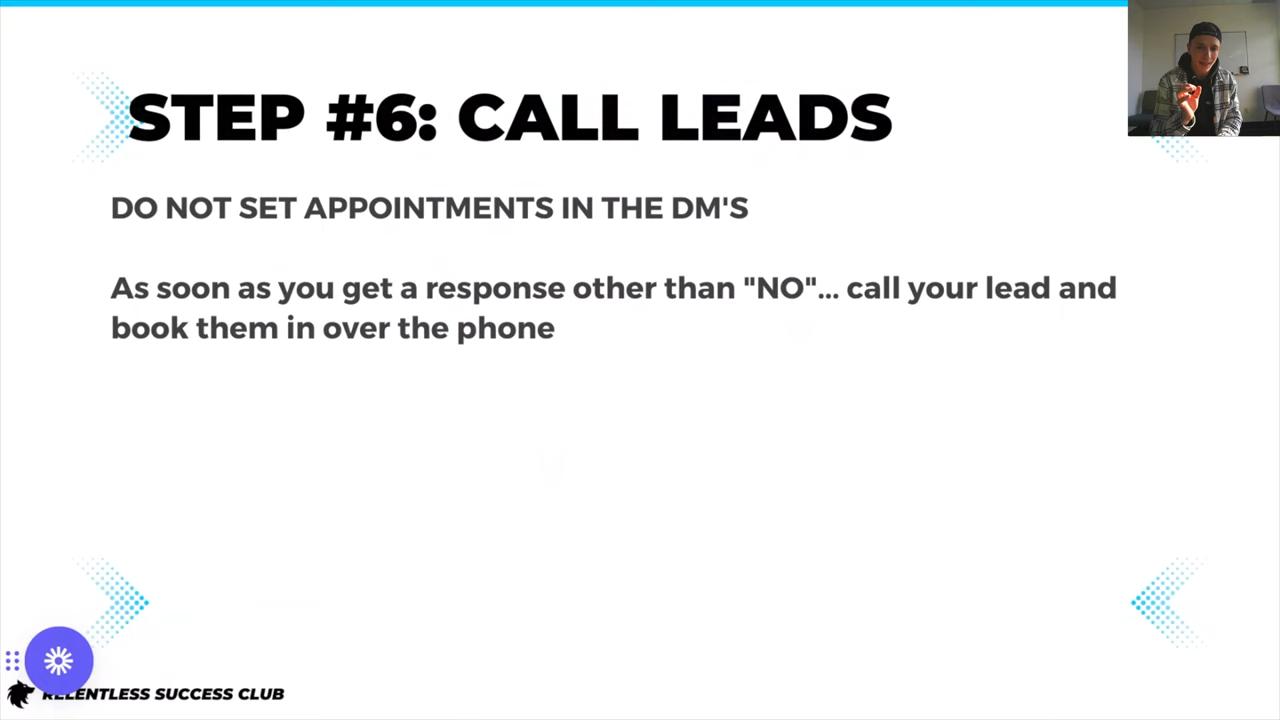 STEP #6: CALL LEADS
DO NOT SET APPOINTMENTS IN THE DM'S
As soon as you get a response other than "NO"... call your lead and
book them in over the phone
RELENTLESS SUCCESS CLUB